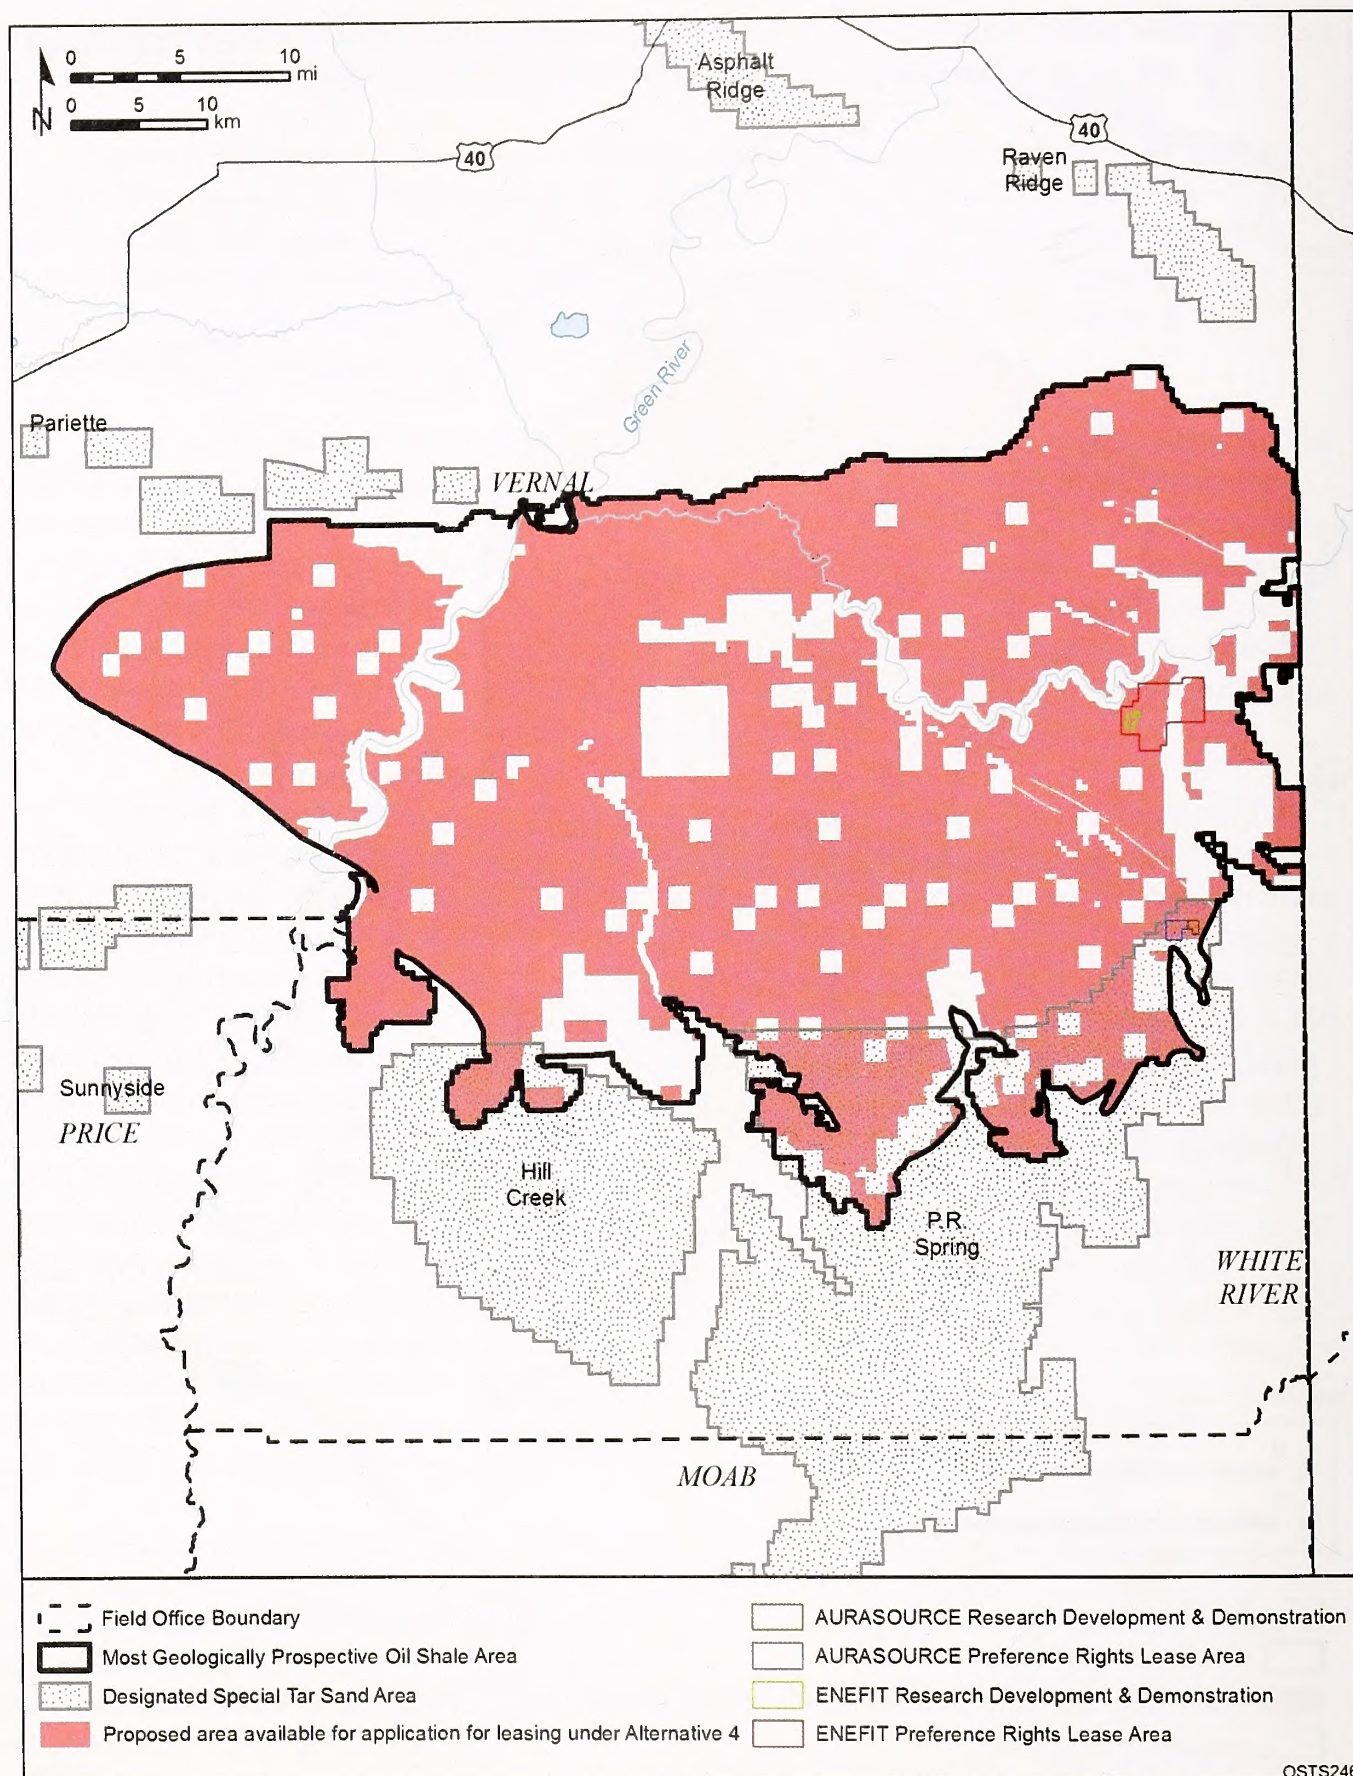 0 5 10
mi
0 5 10
km
N
Asphalt
Ridge
40
40
Raven
Ridge
Green River
Pariette
VERNAL
Sunnyside
PRICE
Hill
Creek
P.R.
Spring
WHITE
RIVER
MOAB
Field Office Boundary
Most Geologically Prospective Oil Shale Area
Designated Special Tar Sand Area
Proposed area available for application for leasing under Alternative 4
AURASOURCE Research Development & Demonstration
AURASOURCE Preference Rights Lease Area
ENEFIT Research Development & Demonstration
ENEFIT Preference Rights Lease Area
OSTS246